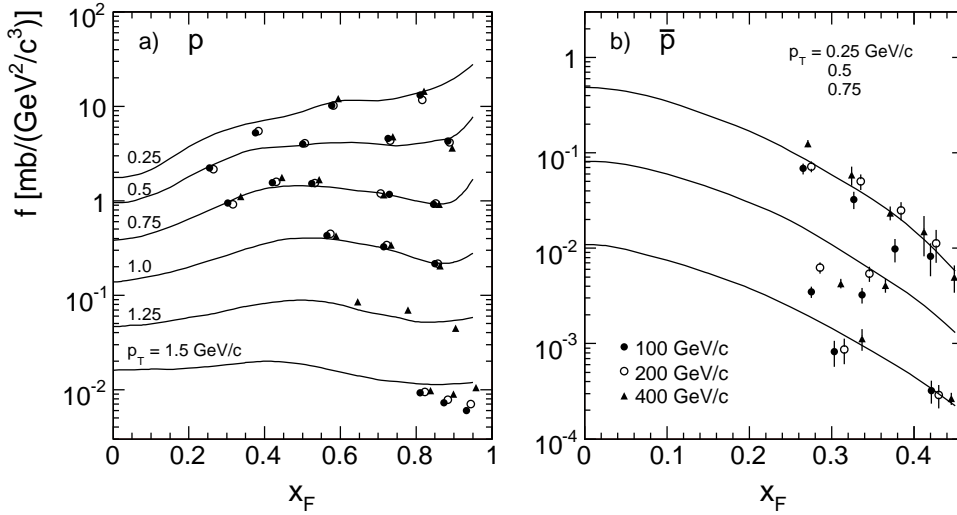 f [mb/(GeV²/c³)]
10²
10
1
10⁻¹
10⁻²
a) p
0.25
0.5
0.75
1.0
1.25
p_T = 1.5 GeV/c
0 0.2 0.4 0.6 0.8 1
x_F
1
10⁻¹
10⁻²
10⁻³
10⁻⁴
b) p̅
p_T = 0.25 GeV/c
0.5
0.75
100 GeV/c
200 GeV/c
400 GeV/c
0 0.1 0.2 0.3 0.4
x_F